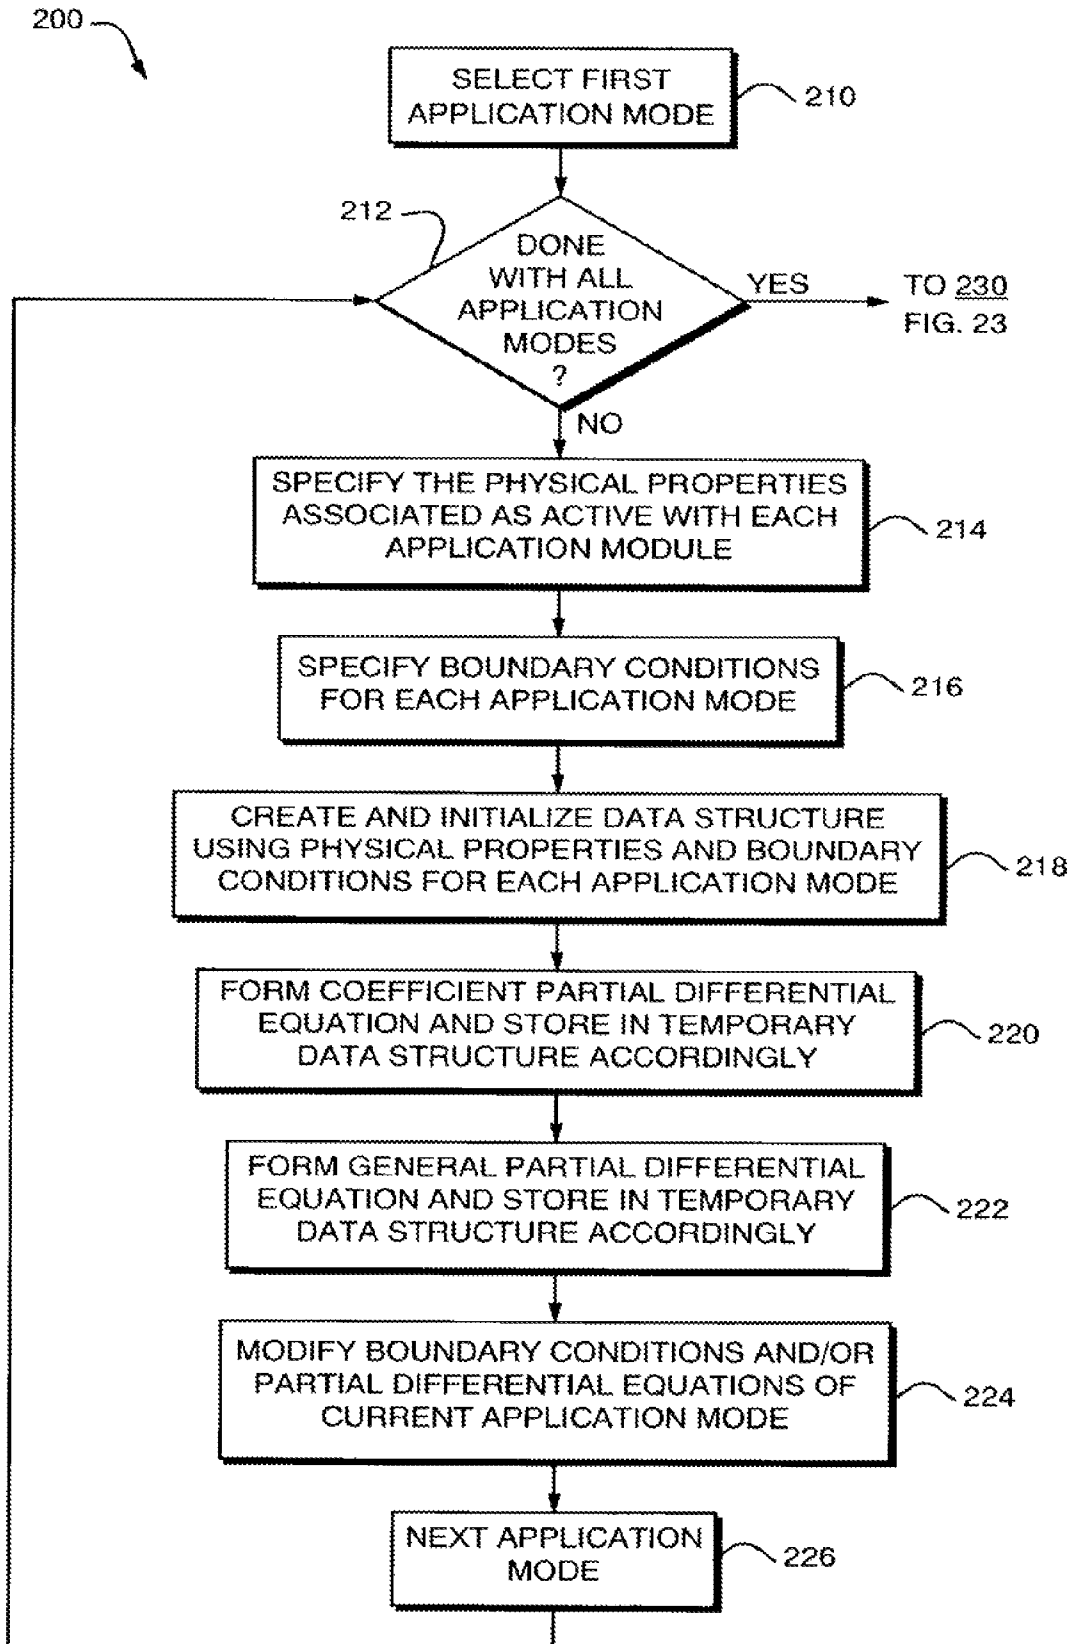 200
SELECT FIRST
APPLICATION MODE
210
212
DONE
WITH ALL
APPLICATION
MODES
?
YES
TO 230
FIG. 23
NO
SPECIFY THE PHYSICAL PROPERTIES
ASSOCIATED AS ACTIVE WITH EACH
APPLICATION MODULE
214
SPECIFY BOUNDARY CONDITIONS
FOR EACH APPLICATION MODE
216
CREATE AND INITIALIZE DATA STRUCTURE
USING PHYSICAL PROPERTIES AND BOUNDARY
CONDITIONS FOR EACH APPLICATION MODE
218
FORM COEFFICIENT PARTIAL DIFFERENTIAL
EQUATION AND STORE IN TEMPORARY
DATA STRUCTURE ACCORDINGLY
220
FORM GENERAL PARTIAL DIFFERENTIAL
EQUATION AND STORE IN TEMPORARY
DATA STRUCTURE ACCORDINGLY
222
MODIFY BOUNDARY CONDITIONS AND/OR
PARTIAL DIFFERENTIAL EQUATIONS OF
CURRENT APPLICATION MODE
224
NEXT APPLICATION
MODE
226